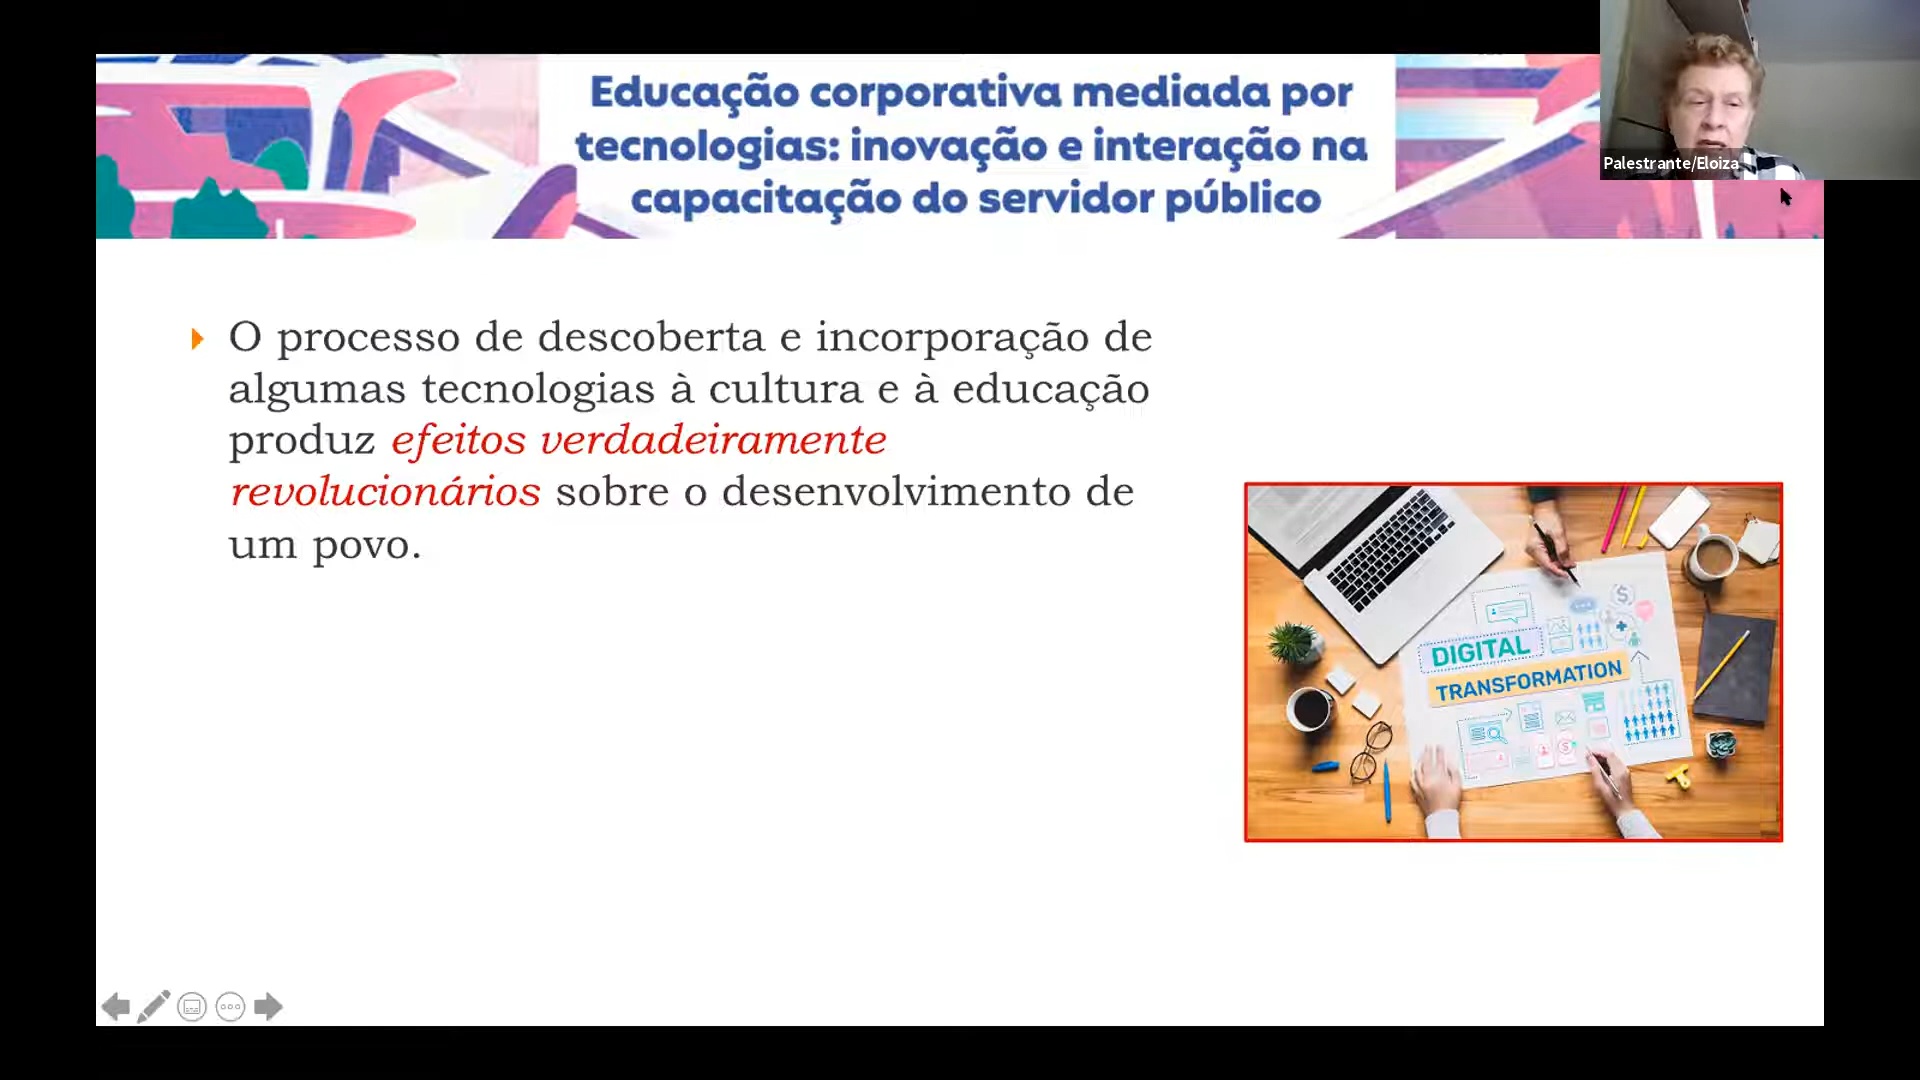 Educação corporativa mediada por
tecnologias: inovação e interação na
capacitação do servidor público
Palestrante/Eloiza
O processo de descoberta e incorporação de
algumas tecnologias à cultura e à educação
produz efeitos verdadeiramente
revolucionários sobre o desenvolvimento de
um povo.
DIGITAL
TRANSFORMATION